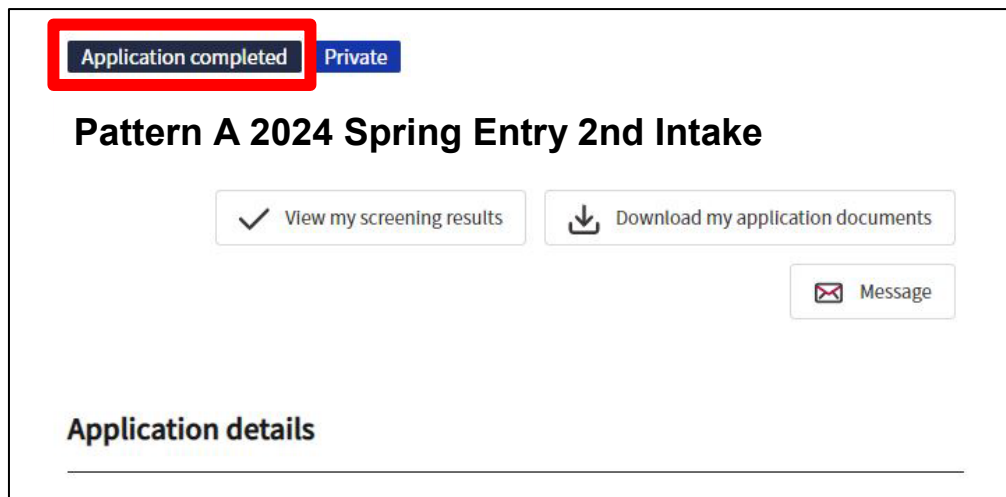 Application completed Private
Pattern A 2024 Spring Entry 2nd Intake
View my screening results Download my application documents
Message
Application details